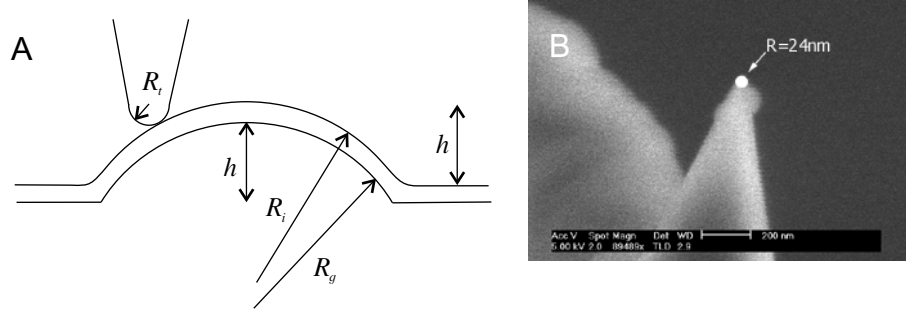 A
R_t
h
h
R_i
R_g
B
R=24nm
Acc.V Spot Magn Det WD
5.00 kV 2.0 89489x TLD 2.9
200 nm